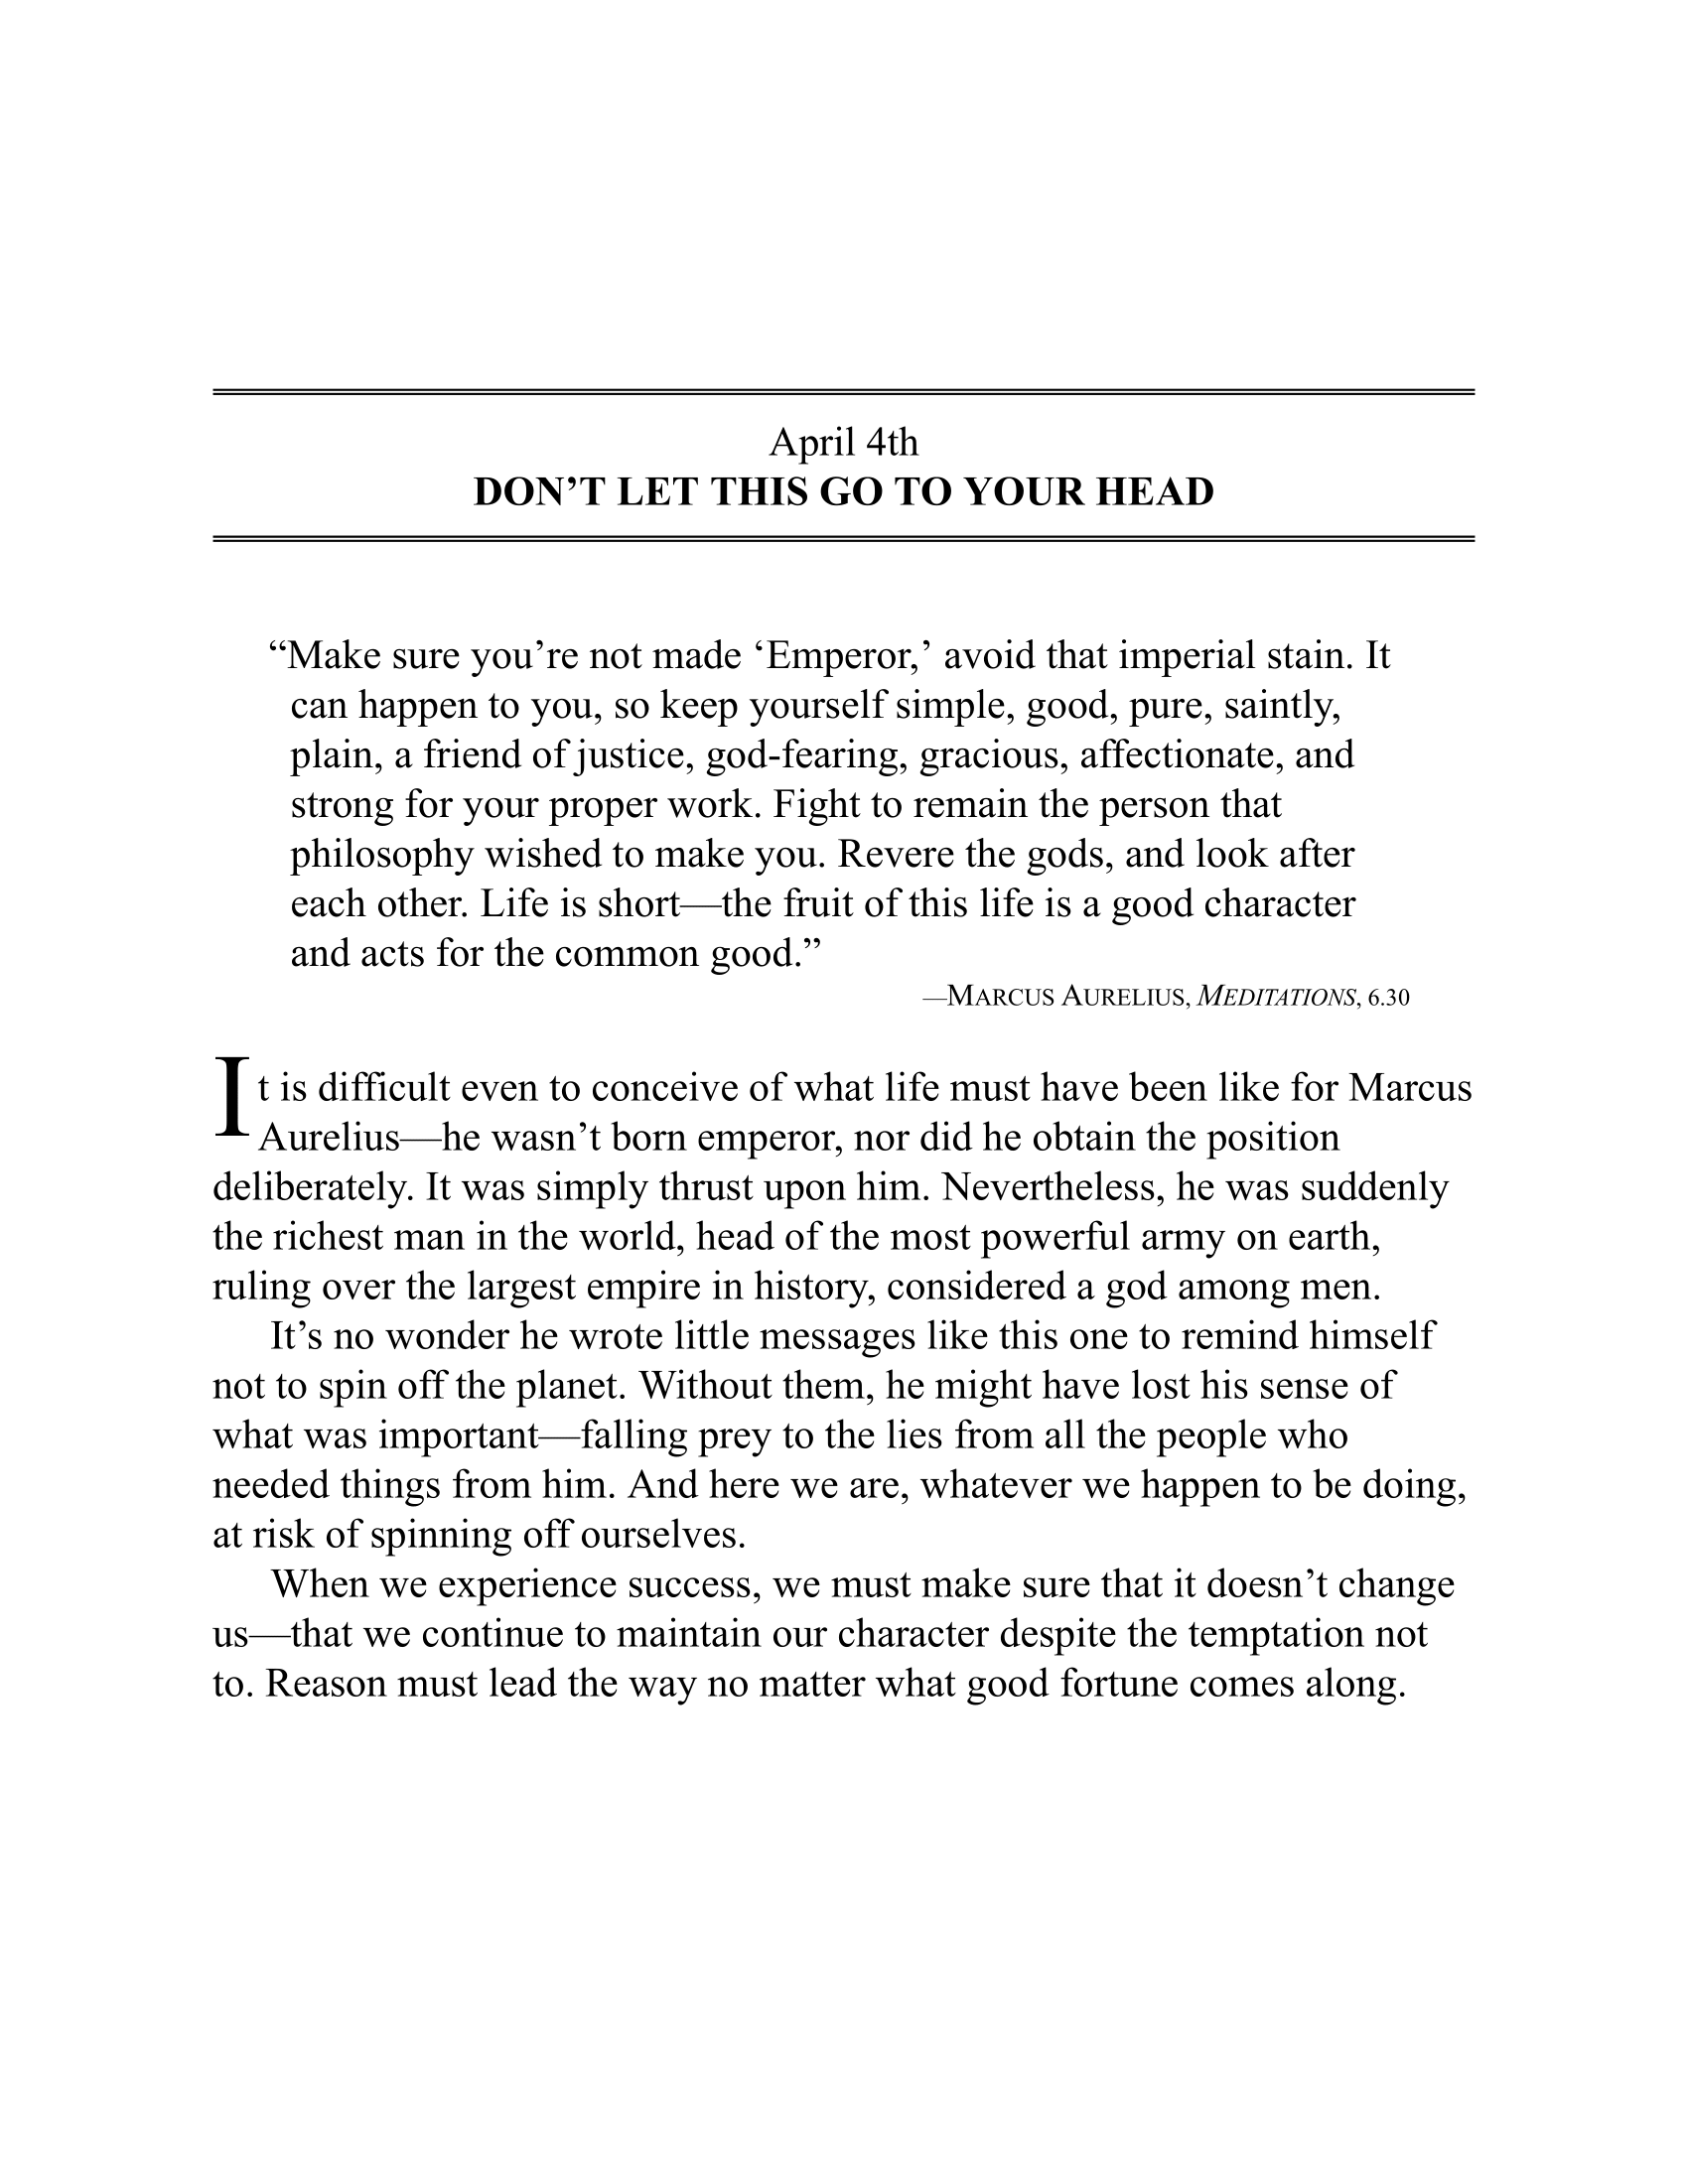 April 4th
DON’T LET THIS GO TO YOUR HEAD
“Make sure you’re not made ‘Emperor,’ avoid that imperial stain. It
can happen to you, so keep yourself simple, good, pure, saintly,
plain, a friend of justice, god-fearing, gracious, affectionate, and
strong for your proper work. Fight to remain the person that
philosophy wished to make you. Revere the gods, and look after
each other. Life is short—the fruit of this life is a good character
and acts for the common good.”
—MARCUS AURELIUS, MEDITATIONS, 6.30
It is difficult even to conceive of what life must have been like for Marcus
Aurelius—he wasn’t born emperor, nor did he obtain the position
deliberately. It was simply thrust upon him. Nevertheless, he was suddenly
the richest man in the world, head of the most powerful army on earth,
ruling over the largest empire in history, considered a god among men.
It’s no wonder he wrote little messages like this one to remind himself
not to spin off the planet. Without them, he might have lost his sense of
what was important—falling prey to the lies from all the people who
needed things from him. And here we are, whatever we happen to be doing,
at risk of spinning off ourselves.
When we experience success, we must make sure that it doesn’t change
us—that we continue to maintain our character despite the temptation not
to. Reason must lead the way no matter what good fortune comes along.